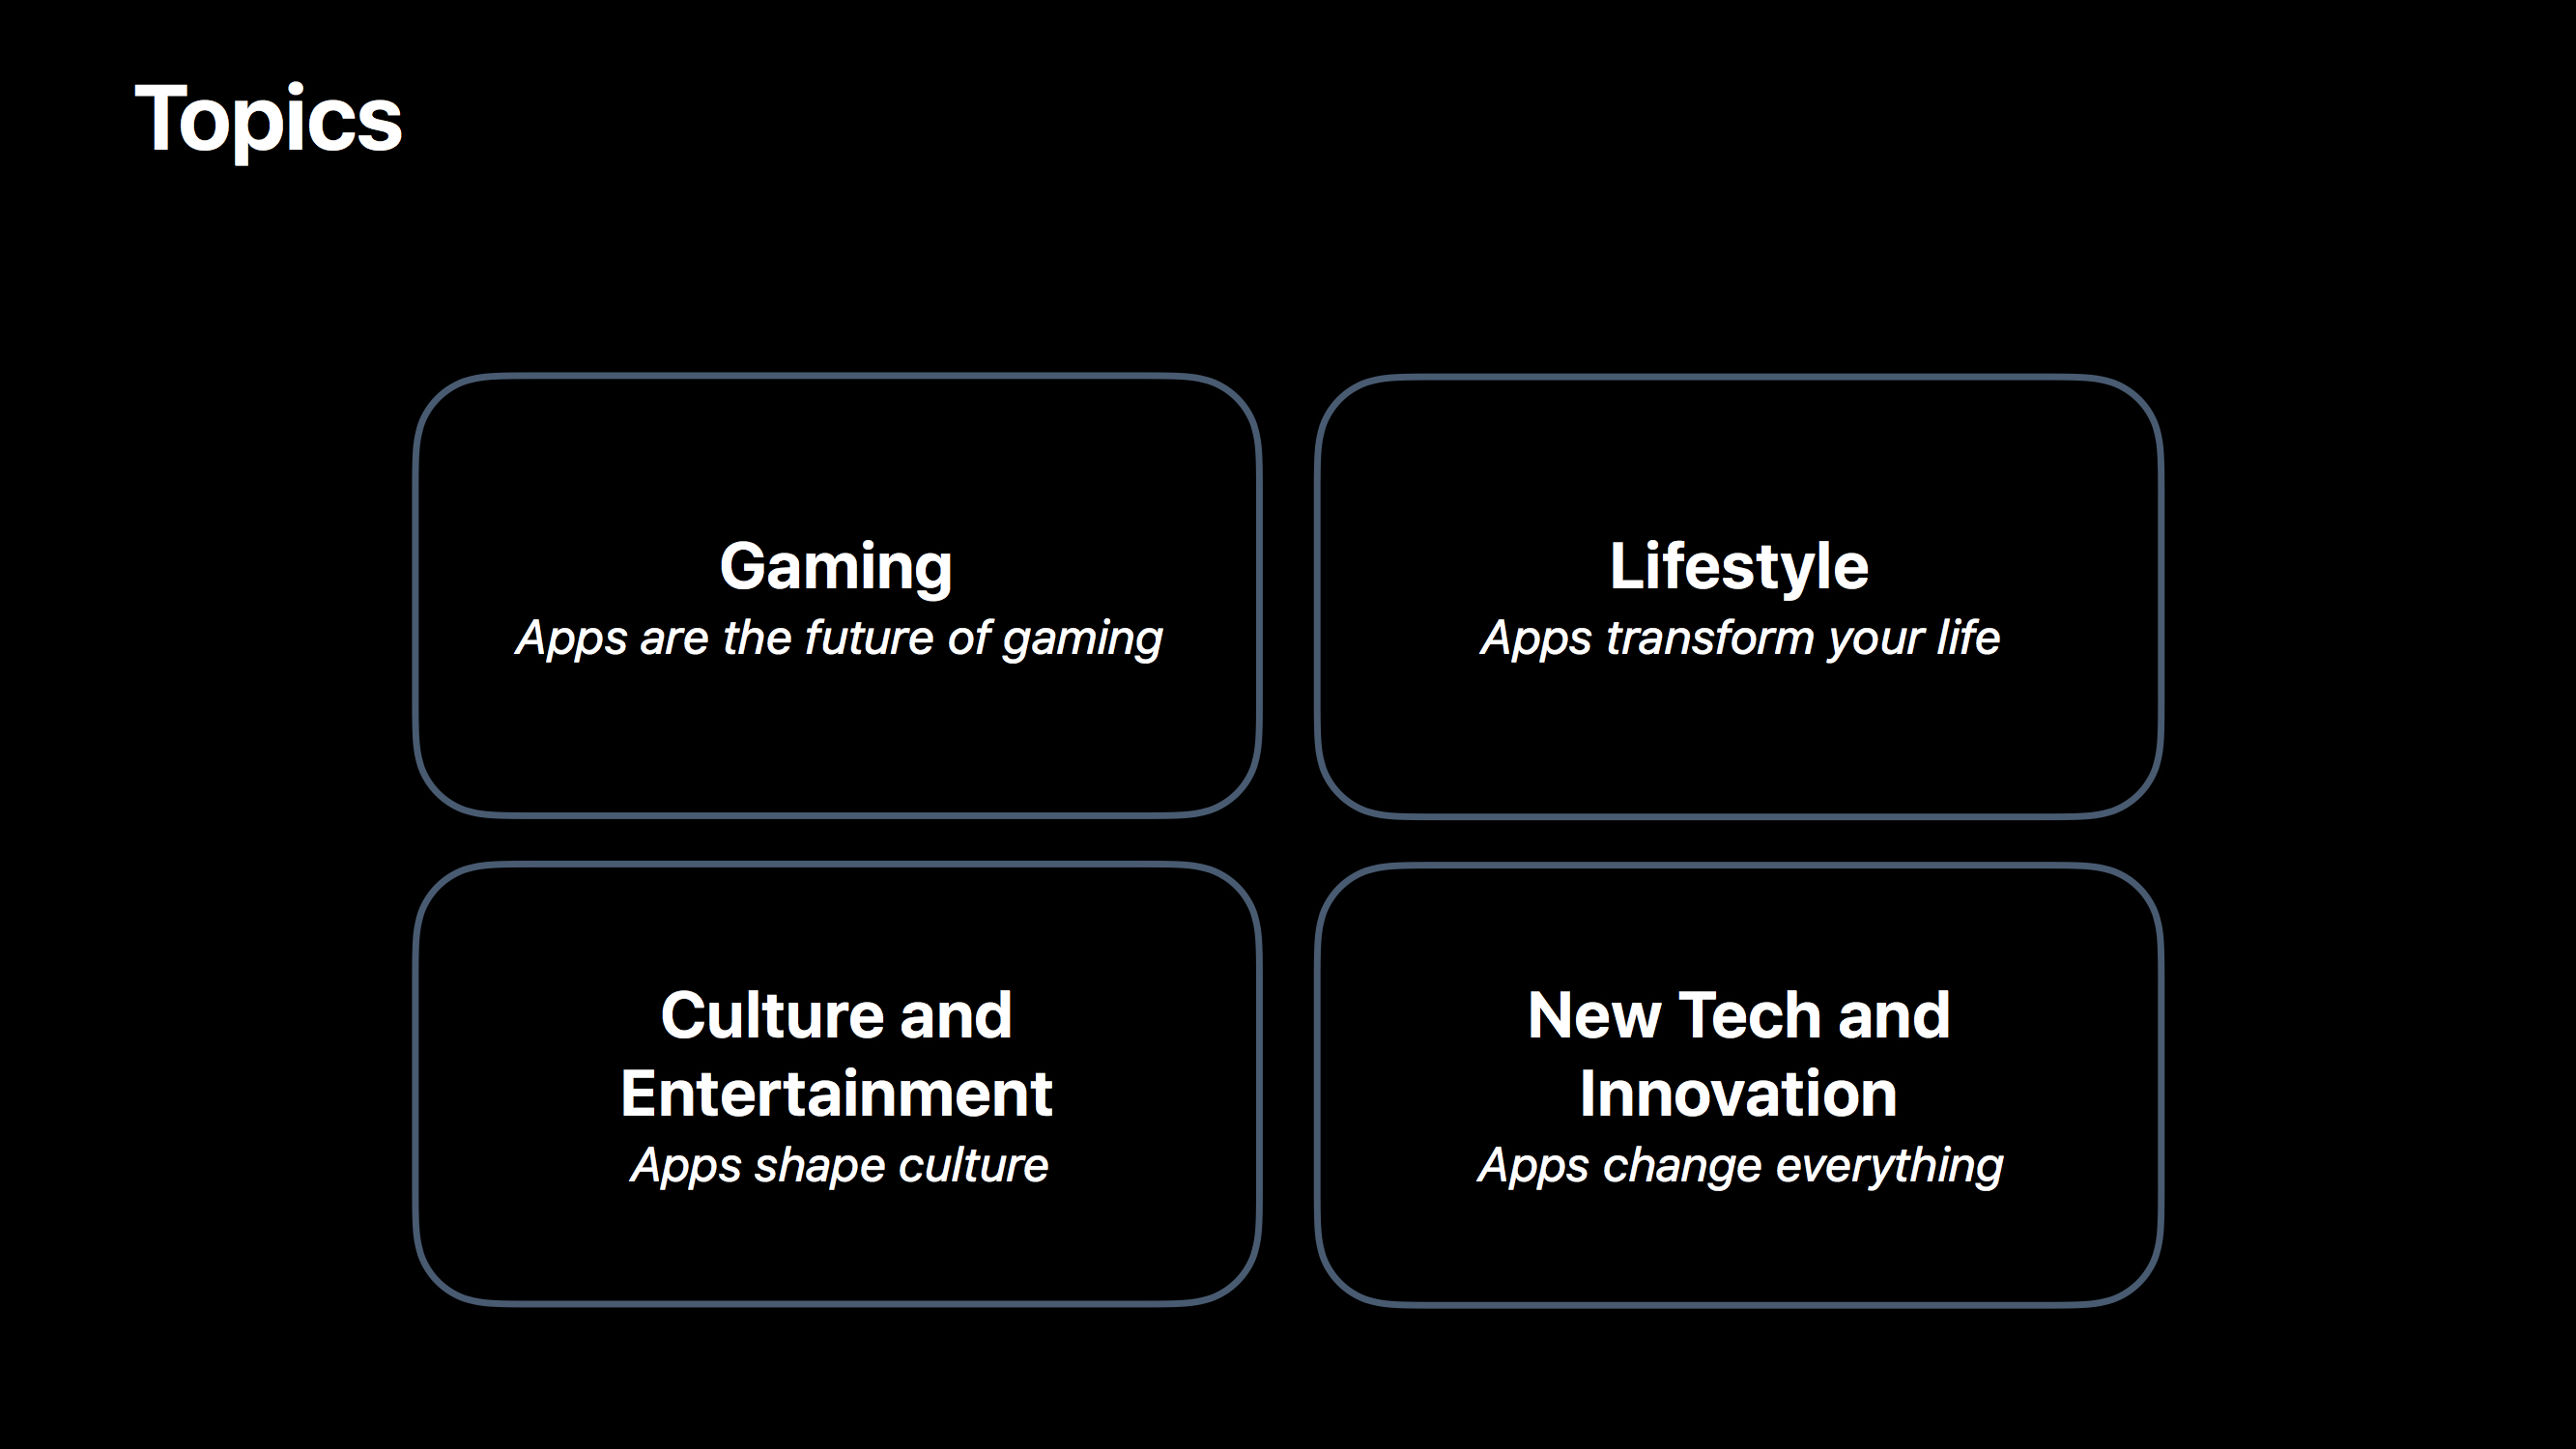 Topics
Gaming
Apps are the future of gaming
Lifestyle
Apps transform your life
Culture and
Entertainment
Apps shape culture
New Tech and
Innovation
Apps change everything